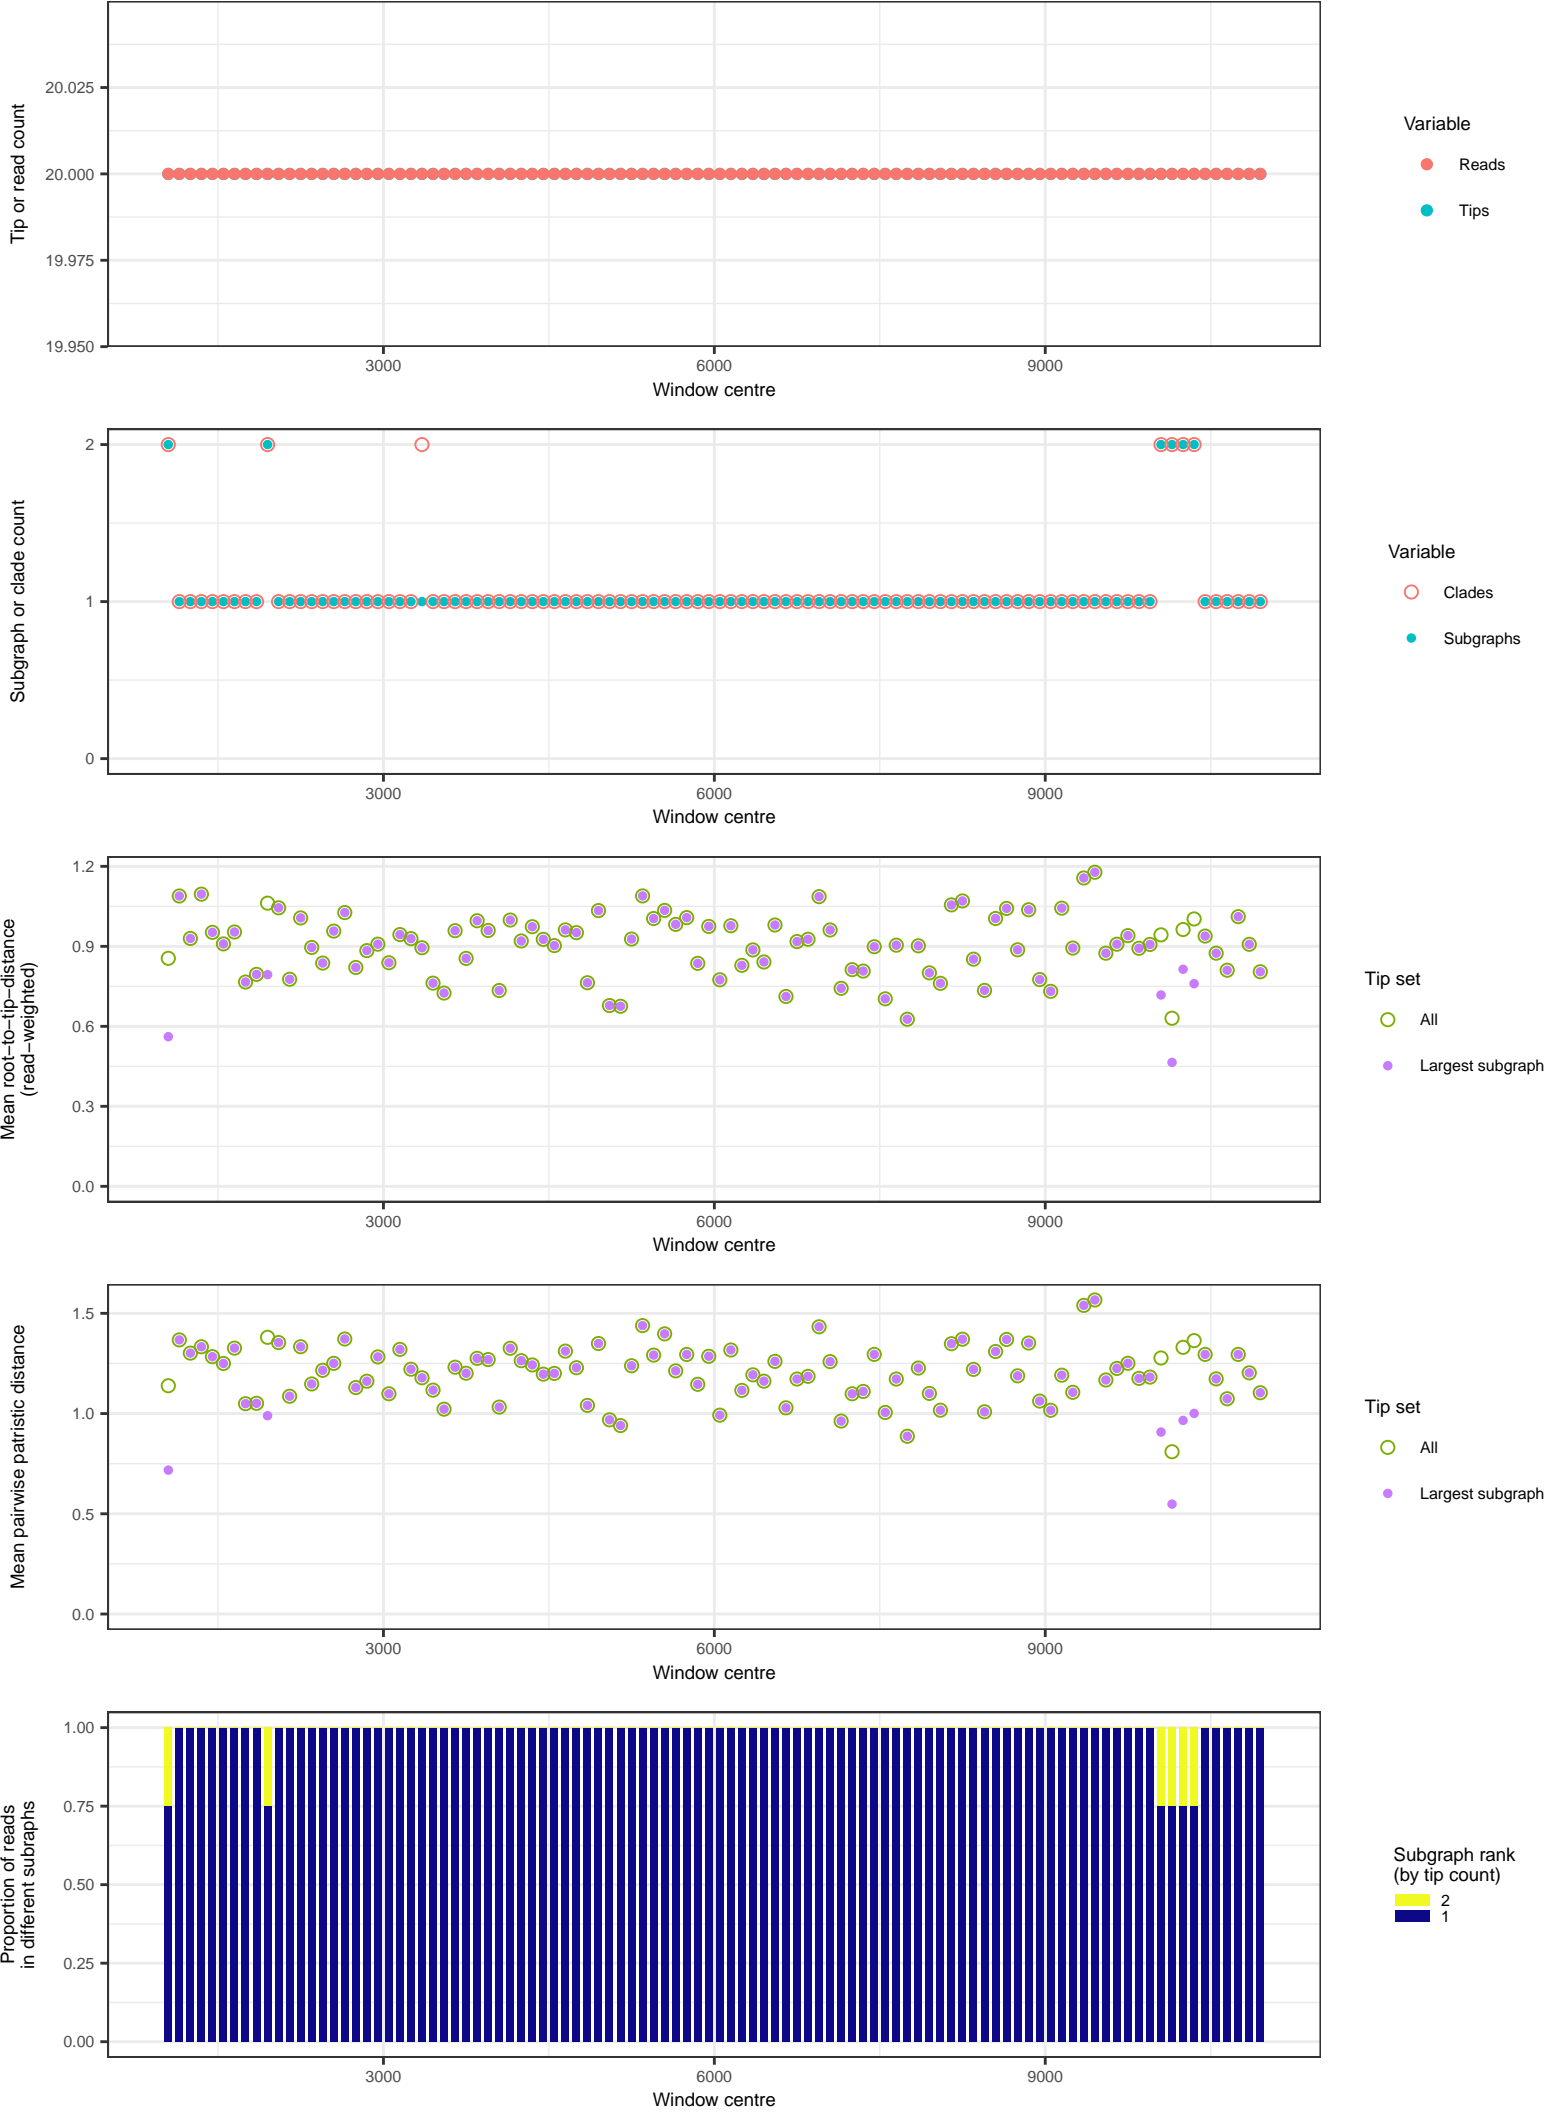 20.025
20.000
19.975
19.950
Tip or read count
3000
6000
9000
Window centre
Variable
Reads
Tips
2
1
0
Subgraph or clade count
3000
6000
9000
Window centre
Variable
Clades
Subgraphs
1.2
0.9
0.6
0.3
0.0
Mean root−to−tip−distance
(read−weighted)
3000
6000
9000
Window centre
Tip set
All
Largest subgraph
1.5
1.0
0.5
0.0
Mean pairwise patristic distance
3000
6000
9000
Window centre
Tip set
All
Largest subgraph
1.00
0.75
0.50
0.25
0.00
Proportion of reads
in different subraphs
3000
6000
9000
Window centre
Subgraph rank
(by tip count)
2
1